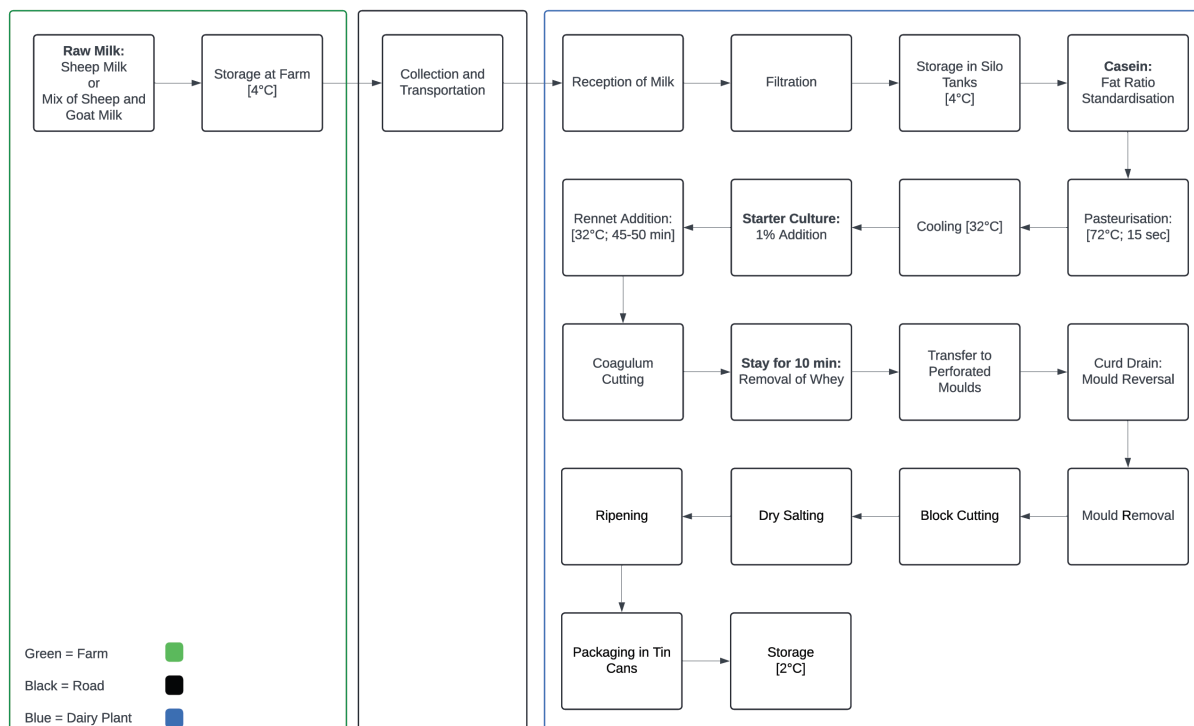 Raw Milk:
Sheep Milk
or
Mix of Sheep and
Goat Milk
Storage at Farm
[4°C]
Collection and
Transportation
Reception of Milk
Filtration
Storage in Silo
Tanks
[4°C]
Casein:
Fat Ratio
Standardisation
Pasteurisation:
[72°C; 15 sec]
Cooling [32°C]
Starter Culture:
1% Addition
Rennet Addition:
[32°C; 45-50 min]
Coagulum
Cutting
Stay for 10 min:
Removal of Whey
Transfer to
Perforated
Moulds
Curd Drain:
Mould Reversal
Mould Removal
Block Cutting
Dry Salting
Ripening
Packaging in Tin
Cans
Storage
[2°C]
Green = Farm
Black = Road
Blue = Dairy Plant